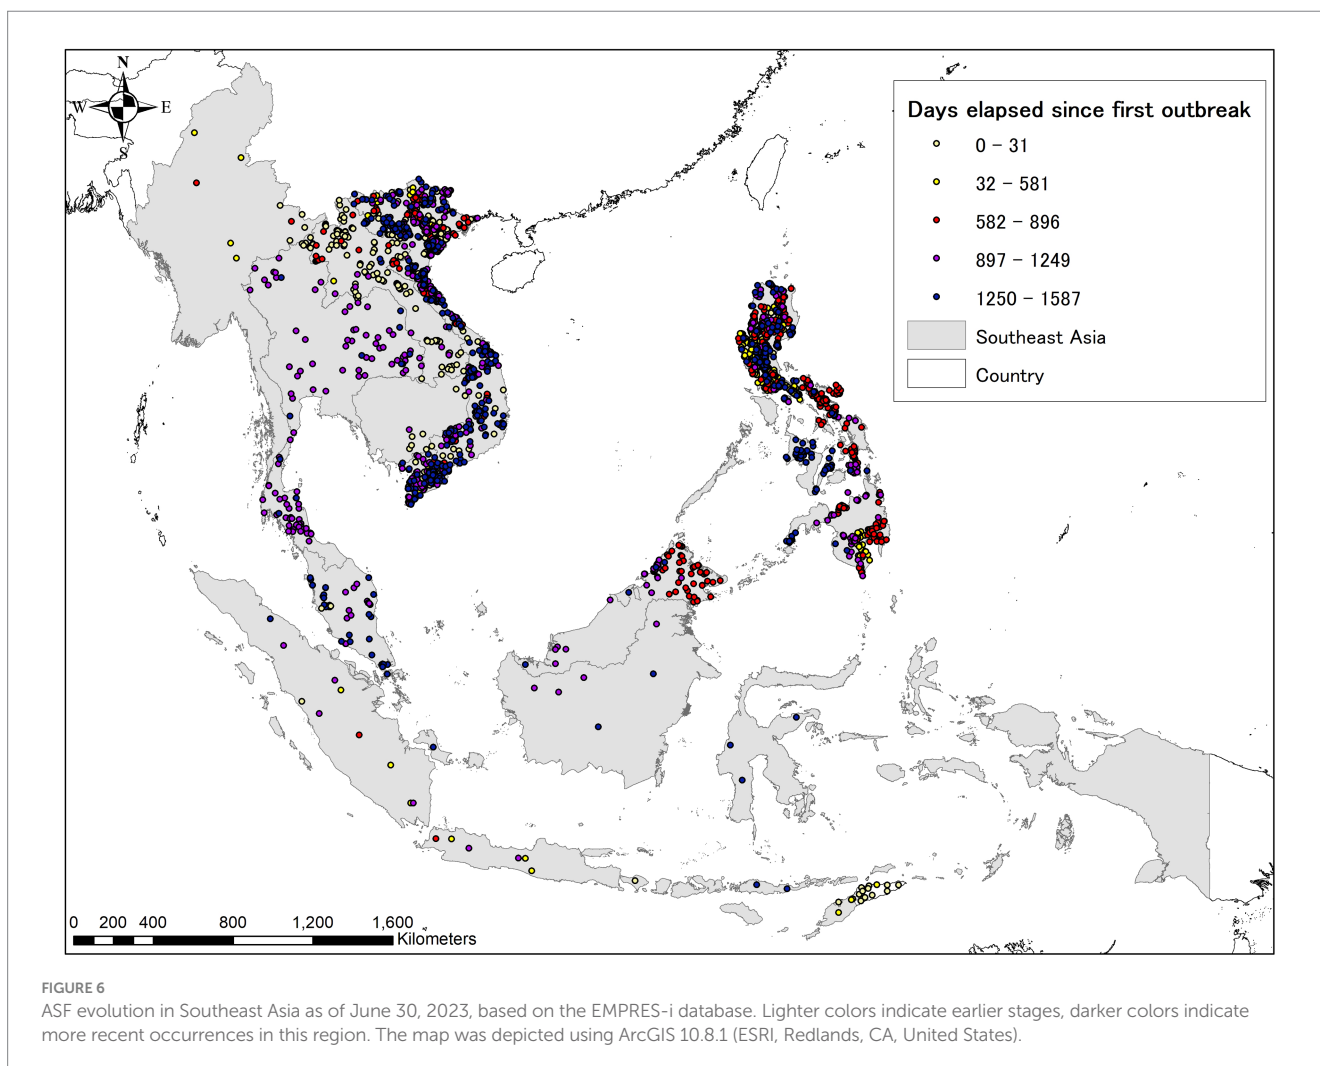 N
W E
S
Days elapsed since first outbreak
0 – 31
32 – 581
582 – 896
897 – 1249
1250 – 1587
Southeast Asia
Country
0 200 400 800 1,200 1,600
Kilometers
FIGURE 6
ASF evolution in Southeast Asia as of June 30, 2023, based on the EMPRES-i database. Lighter colors indicate earlier stages, darker colors indicate
more recent occurrences in this region. The map was depicted using ArcGIS 10.8.1 (ESRI, Redlands, CA, United States).